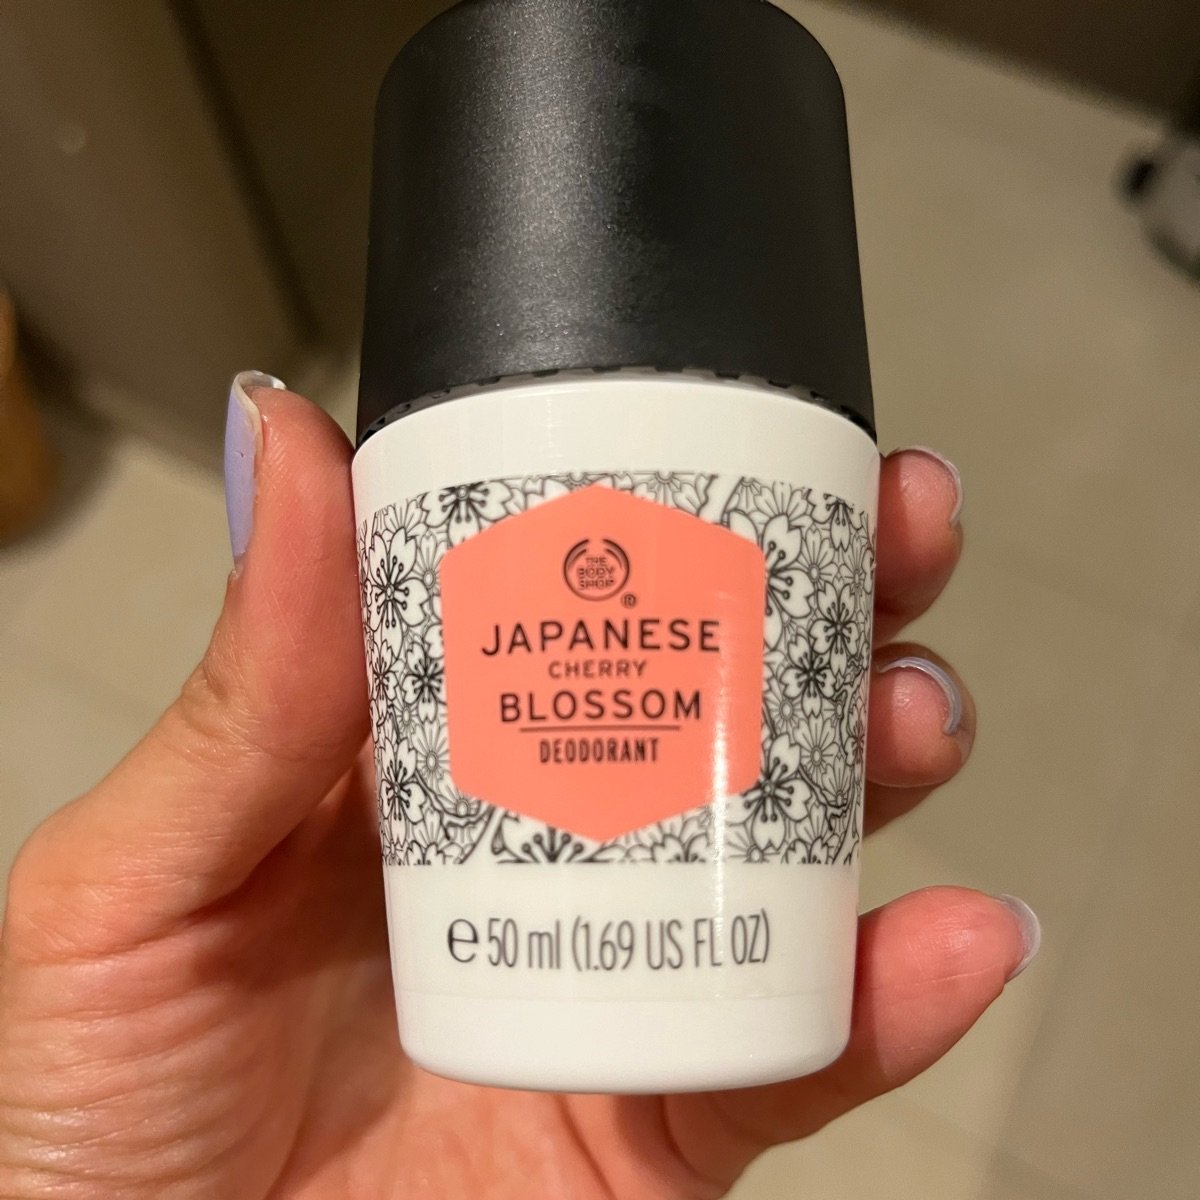 THE
BODY
SHOP
®
JAPANESE
CHERRY
BLOSSOM
DEODORANT
℮ 50 ml (1.69 US FL OZ)